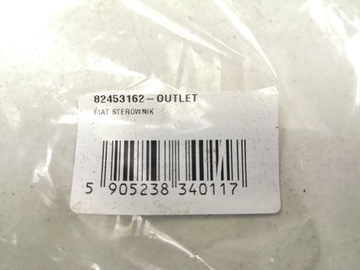 82453162-OUTLET
FIAT STEROWNIK
5 905238 340117